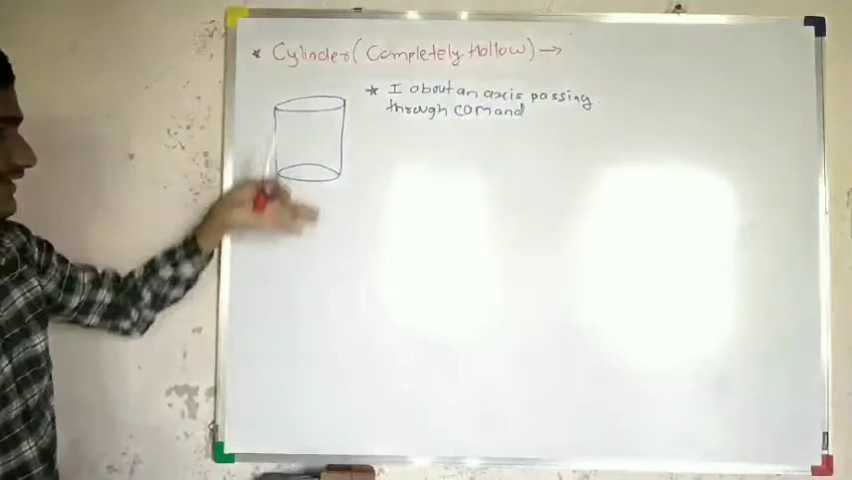 * Cylinder (Completely Hollow) →
* I about an axis passing
through com and